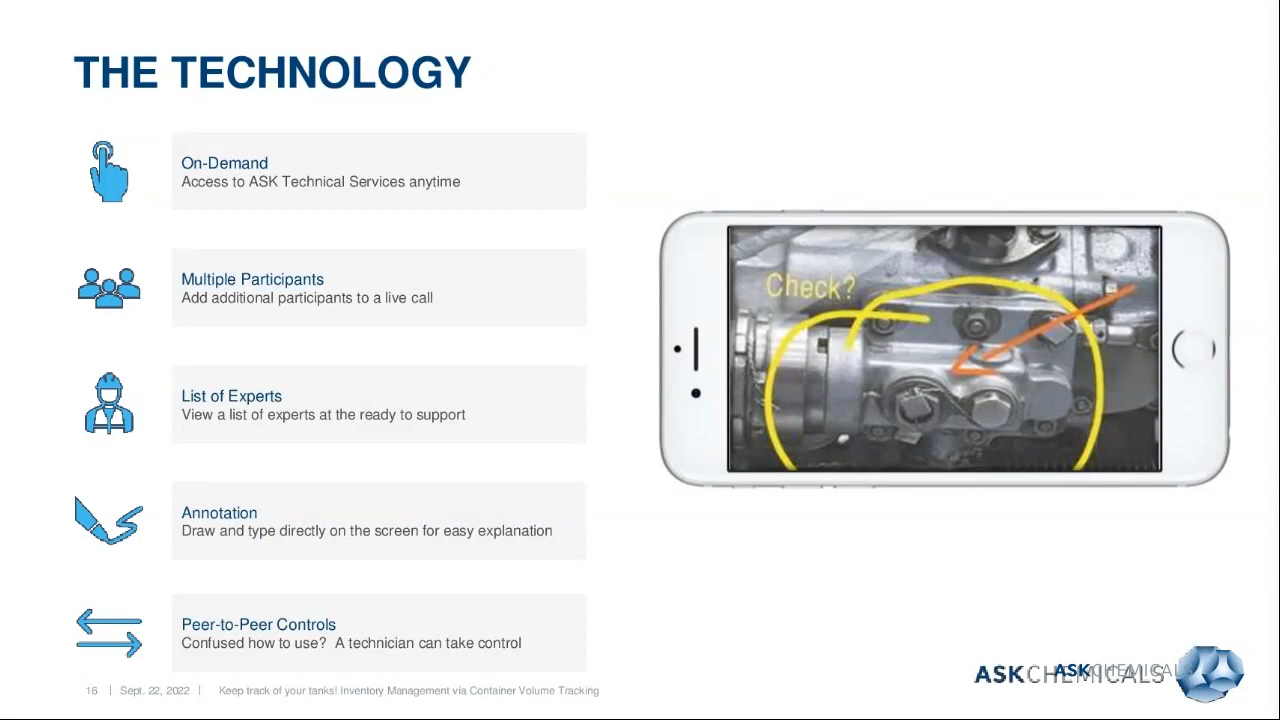 THE TECHNOLOGY
On-Demand
Access to ASK Technical Services anytime
Multiple Participants
Add additional participants to a live call
List of Experts
View a list of experts at the ready to support
Annotation
Draw and type directly on the screen for easy explanation
Peer-to-Peer Controls
Confused how to use? A technician can take control
Check?
16 | Sept. 22, 2022 | Keep track of your tanks! Inventory Management via Container Volume Tracking
ASKCHEMICALS
ASKCHEMICALS